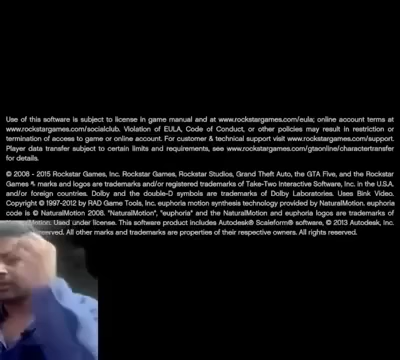 Use of this software is subject to license in game manual and at www.rockstargames.com/eula; online account terms at
www.rockstargames.com/socialclub. Violation of EULA, Code of Conduct, or other policies may result in restriction or
termination of access to game or online account. For customer & technical support visit www.rockstargames.com/support.
Player data transfer subject to certain limits and requirements, see www.rockstargames.com/gtaonline/charactertransfer
for details.
© 2008 - 2015 Rockstar Games, Inc. Rockstar Games, Rockstar Studios, Grand Theft Auto, the GTA Five, and the Rockstar
Games R* marks and logos are trademarks and/or registered trademarks of Take-Two Interactive Software, Inc. in the U.S.A.
and/or foreign countries. Dolby and the double-D symbols are trademarks of Dolby Laboratories. Uses Bink Video.
Copyright © 1997-2012 by RAD Game Tools, Inc. euphoria motion synthesis technology provided by NaturalMotion. euphoria
code is © NaturalMotion 2008. "NaturalMotion", "euphoria" and the NaturalMotion and euphoria logos are trademarks of
Motion. Used under license. This software product includes Autodesk® Scaleform® software, © 2013 Autodesk, Inc.
All other marks and trademarks are properties of their respective owners. All rights reserved.